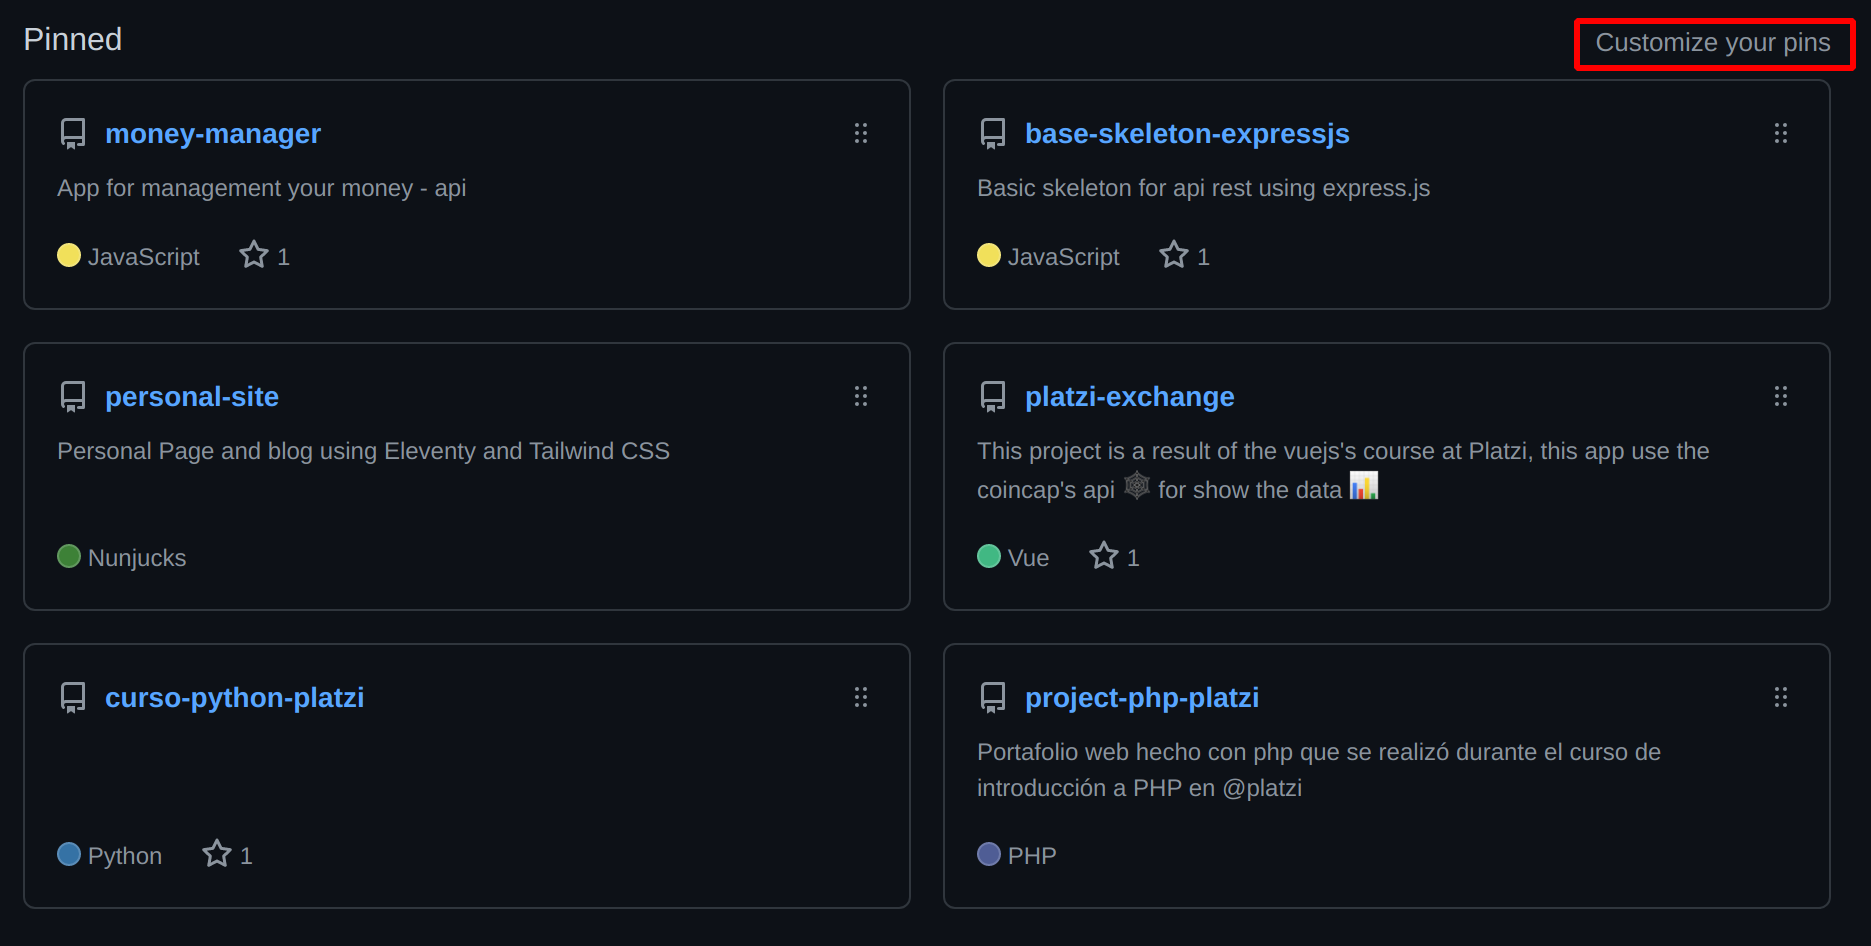 Pinned
Customize your pins
money-manager
App for management your money - api
JavaScript 1
base-skeleton-expressjs
Basic skeleton for api rest using express.js
JavaScript 1
personal-site
Personal Page and blog using Eleventy and Tailwind CSS
Nunjucks
platzi-exchange
This project is a result of the vuejs's course at Platzi, this app use the
coincap's api 🕸 for show the data 📊
Vue 1
curso-python-platzi
Python 1
project-php-platzi
Portafolio web hecho con php que se realizó durante el curso de
introducción a PHP en @platzi
PHP